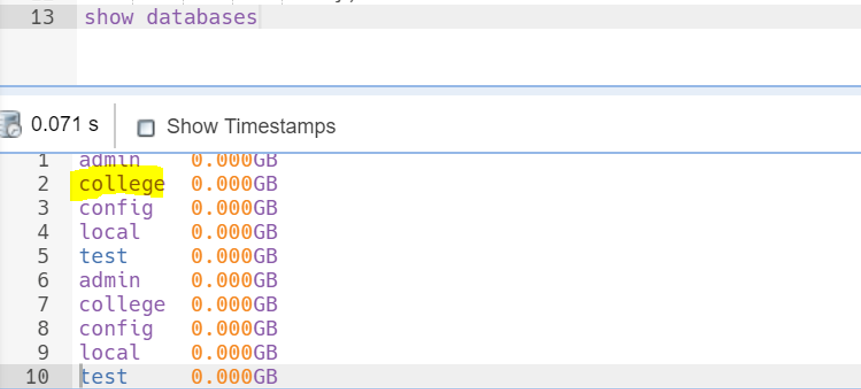 13 show databases
0.071 s Show Timestamps
1 admin 0.000GB
2 college 0.000GB
3 config 0.000GB
4 local 0.000GB
5 test 0.000GB
6 admin 0.000GB
7 college 0.000GB
8 config 0.000GB
9 local 0.000GB
10 test 0.000GB